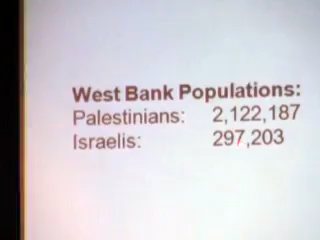 West Bank Populations:
Palestinians: 2,122,187
Israelis: 297,203